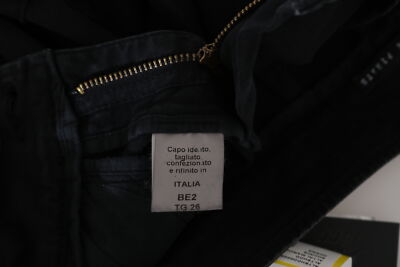 Capo ideato,
tagliato
confezionato
e rifinito in
ITALIA
BE2
TG 26